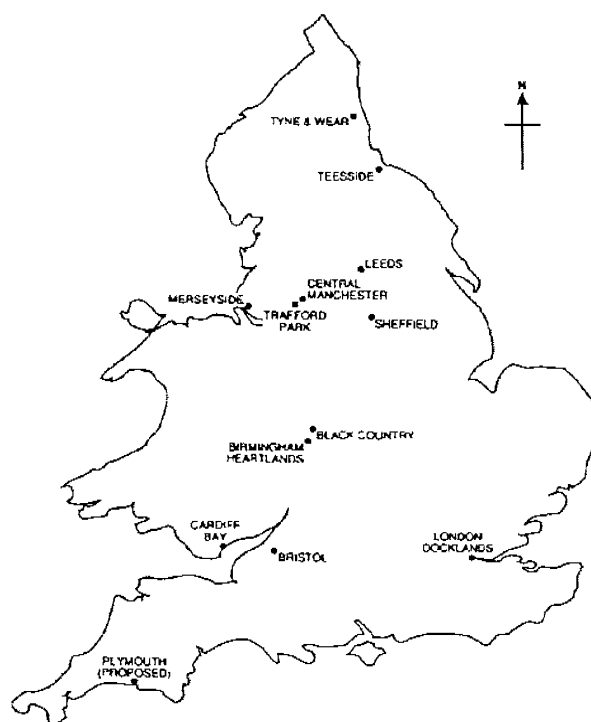 N
TYNE & WEAR
TEESSIDE
LEEDS
CENTRAL
MANCHESTER
MERSEYSIDE
TRAFFORD
PARK
SHEFFIELD
BLACK COUNTRY
BIRMINGHAM
HEARTLANDS
CARDIFF
BAY
BRISTOL
LONDON
DOCKLANDS
PLYMOUTH
(PROPOSED)